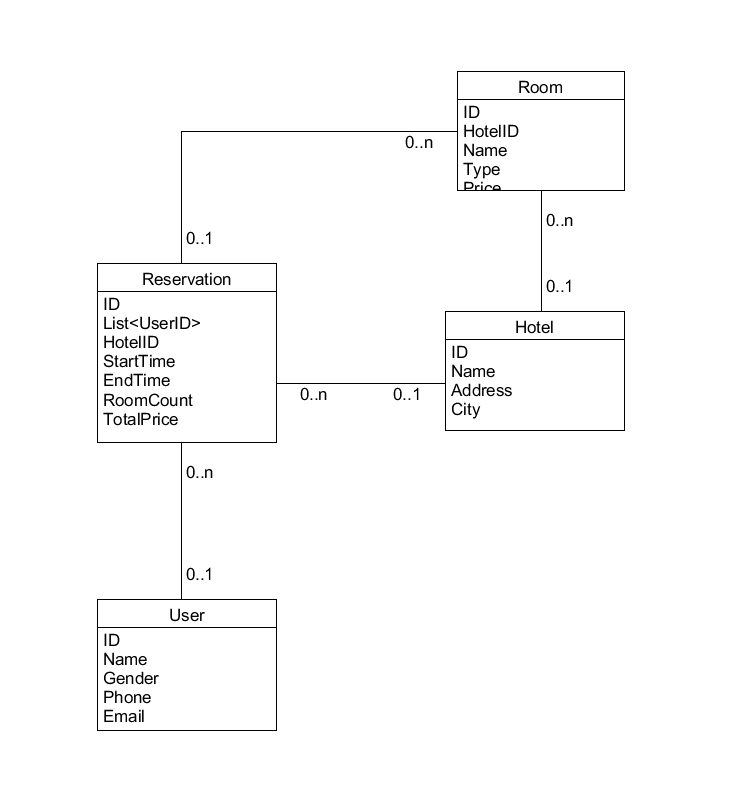 Room
ID
HotelID
Name
Type
Price
0..n
0..n
0..1
0..1
Reservation
ID
List<UserID>
HotelID
StartTime
EndTime
RoomCount
TotalPrice
Hotel
ID
Name
Address
City
0..n
0..1
0..n
0..1
User
ID
Name
Gender
Phone
Email